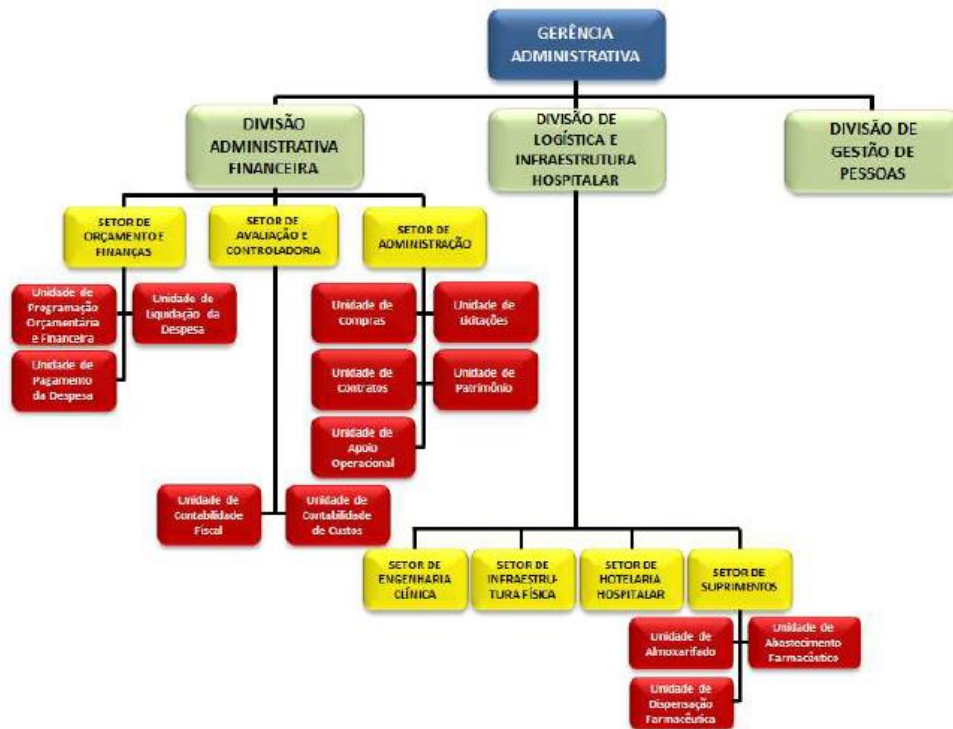 GERÊNCIA
ADMINISTRATIVA
DIVISÃO
ADMINISTRATIVA
FINANCEIRA
DIVISÃO DE
LOGÍSTICA E
INFRAESTRUTURA
HOSPITALAR
DIVISÃO DE
GESTÃO DE
PESSOAS
SETOR DE
ORÇAMENTO E
FINANÇAS
SETOR DE
AVALIAÇÃO E
CONTROLADORIA
SETOR DE
ADMINISTRAÇÃO
Unidade de
Programação
Orçamentária
e Financeira
Unidade de
Liquidação da
Despesa
Unidade de
Pagamento
da Despesa
Unidade de
Compras
Unidade de
Licitações
Unidade de
Contratos
Unidade de
Patrimônio
Unidade de
Apoio
Operacional
Unidade de
Contabilidade
Fiscal
Unidade de
Contabilidade
de Custos
SETOR DE
ENGENHARIA
CLÍNICA
SETOR DE
INFRAESTRU-
TURA FÍSICA
SETOR DE
HOTELARIA
HOSPITALAR
SETOR DE
SUPRIMENTOS
Unidade de
Almoxarifado
Unidade de
Abastecimento
Farmacêutico
Unidade de
Dispensação
Farmacêutica